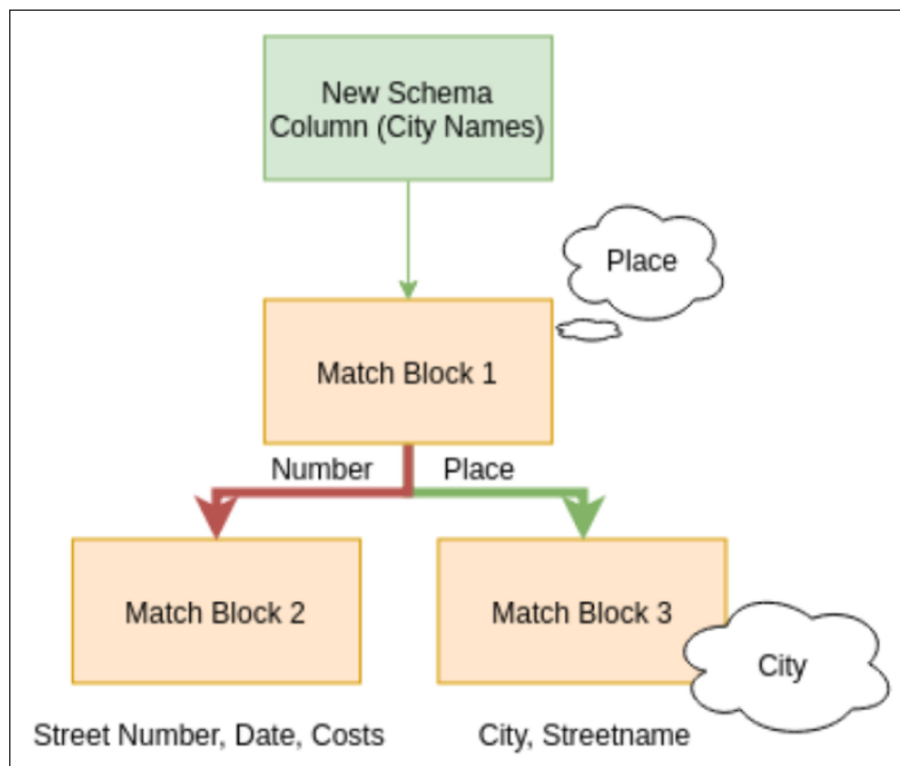 New Schema
Column (City Names)
Place
Match Block 1
Number
Place
Match Block 2
Match Block 3
City
Street Number, Date, Costs
City, Streetname